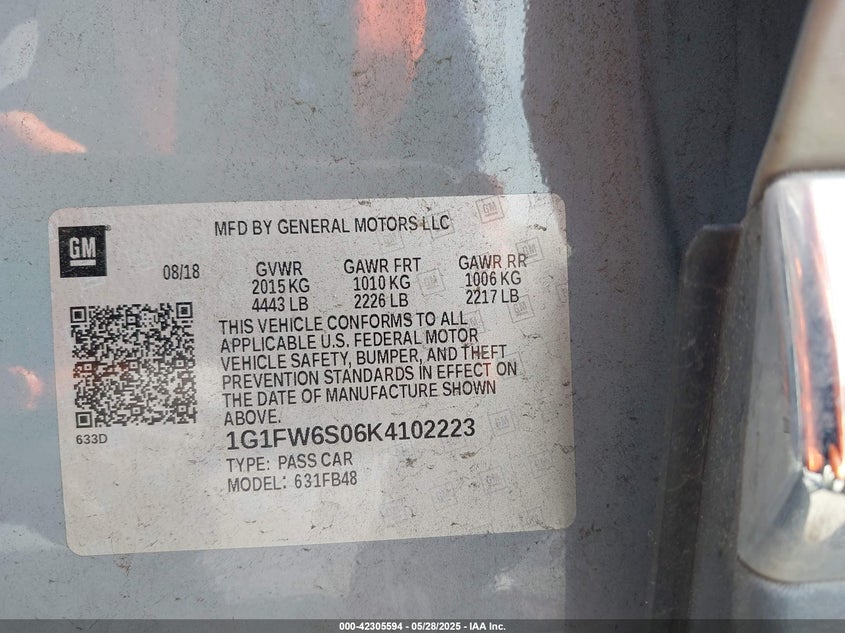 GM
MFD BY GENERAL MOTORS LLC
08/18 GVWR GAWR FRT GAWR RR
2015 KG 1010 KG 1006 KG
4443 LB 2226 LB 2217 LB
THIS VEHICLE CONFORMS TO ALL
APPLICABLE U.S. FEDERAL MOTOR
VEHICLE SAFETY, BUMPER, AND THEFT
PREVENTION STANDARDS IN EFFECT ON
THE DATE OF MANUFACTURE SHOWN
ABOVE.
633D
1G1FW6S06K4102223
TYPE: PASS CAR
MODEL: 631FB48
000-42305594 - 05/28/2025 - IAA Inc.